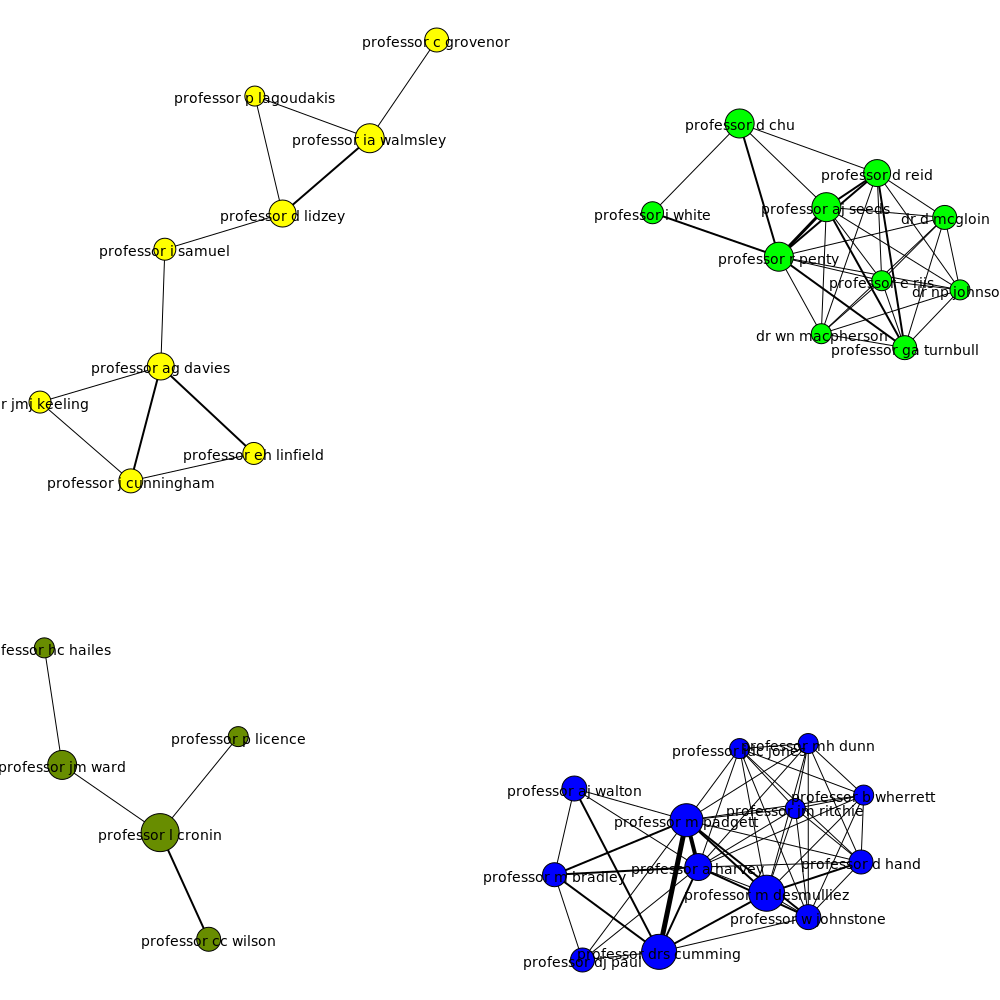 professor c grovenor
professor p lagoudakis
professor ia walmsley
professor d lidzey
professor i samuel
professor ag davies
r jmj keeling
professor eh linfield
professor j cunningham
professor d chu
professor d reid
professor i white
professor aj seeds
dr d mcgloin
professor r penty
professor e riis
dr np johnso
dr wn macpherson
professor ga turnbull
fessor hc hailes
professor p licence
professor jm ward
professor l cronin
professor cc wilson
professor mh dunn
professor jdc jones
professor aj walton
professor b wherrett
professor jm ritchie
professor m padgett
professor a harvey
professor d hand
professor m bradley
professor m desmulliez
professor w johnstone
professor drs cumming
professor dj paul